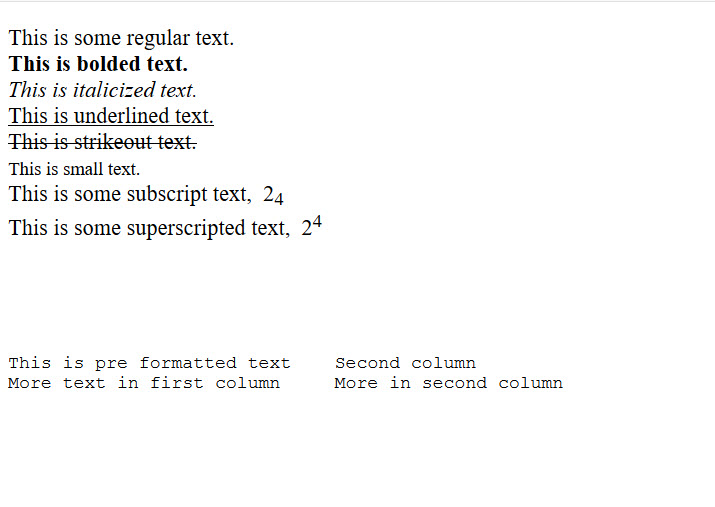 This is some regular text.
This is bolded text.
This is italicized text.
This is underlined text.
This is strikeout text.
This is small text.
This is some subscript text, 2₄
This is some superscripted text, 2⁴
This is pre formatted text     Second column
More text in first column      More in second column